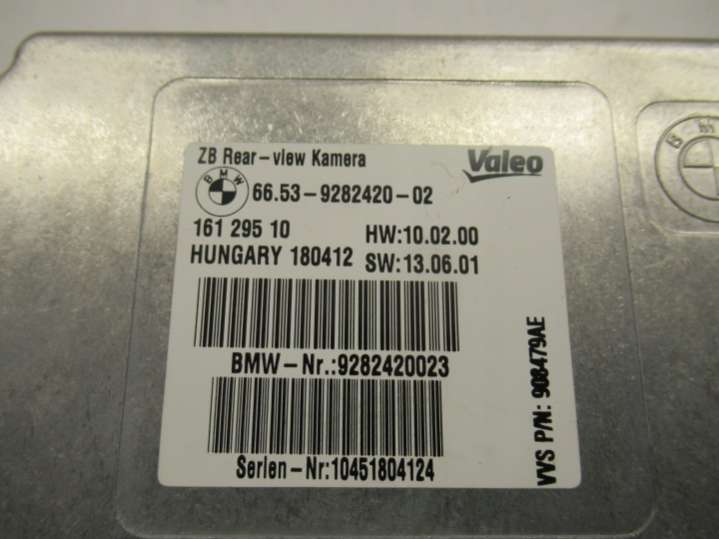 ZB Rear-view Kamera
Valeo
BMW
66.53-9282420-02
161 295 10
HW:10.02.00
HUNGARY 180412
SW:13.06.01
BMW-Nr.:9282420023
Serien-Nr:10451804124
VVS P/N: 908479AE